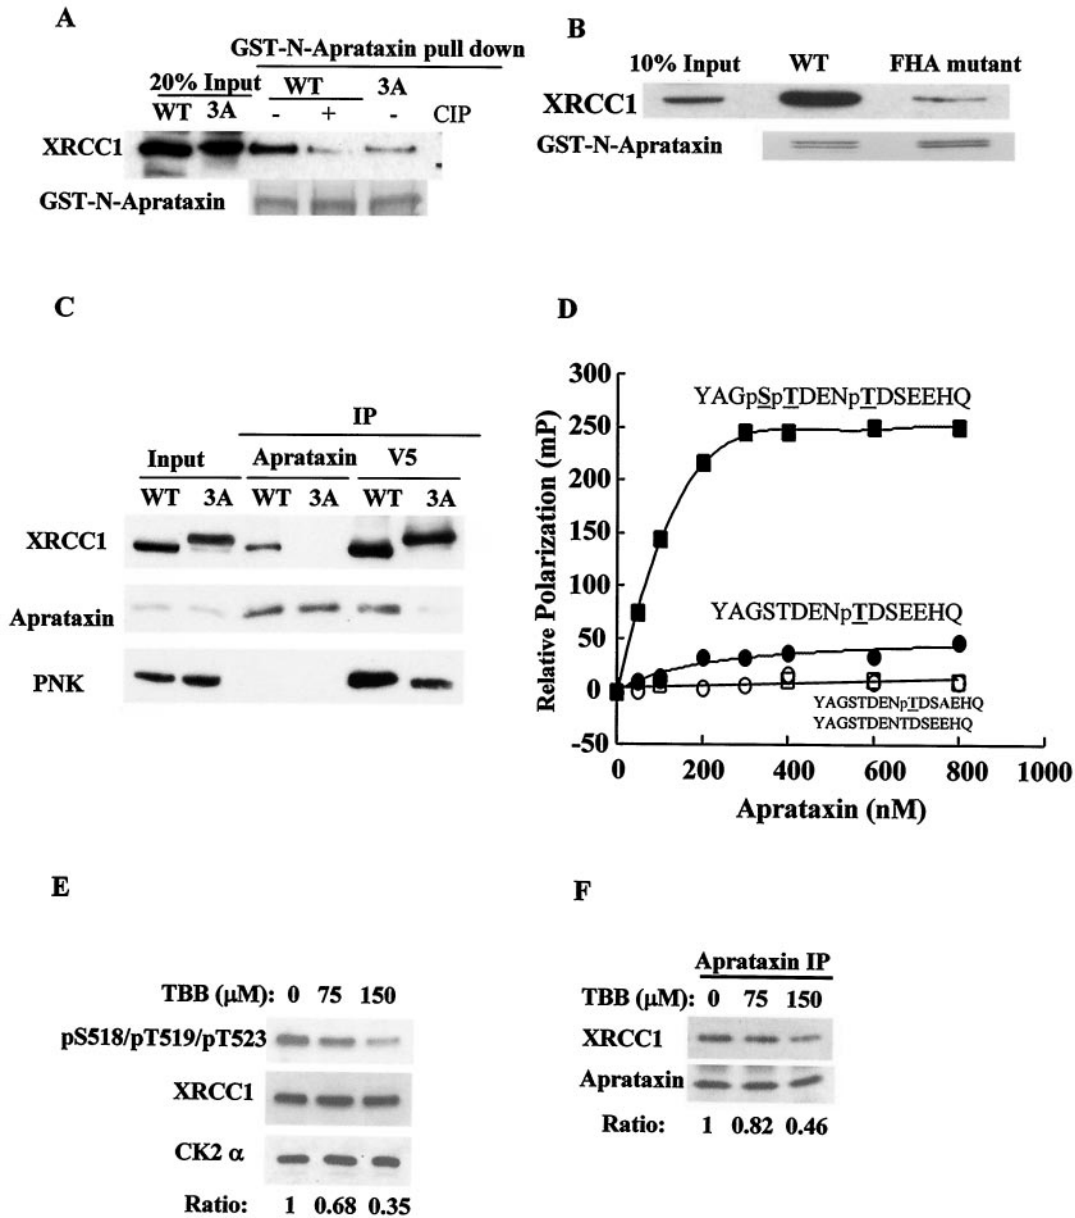 A
GST-N-Aprataxin pull down
20% Input WT 3A
WT 3A - + - CIP
XRCC1
GST-N-Aprataxin
B
10% Input WT FHA mutant
XRCC1
GST-N-Aprataxin
C
IP
Input Aprataxin V5
WT 3A WT 3A WT 3A
XRCC1
Aprataxin
PNK
D
300
250
200
150
100
50
0
-50
Relative Polarization (mP)
YAGpSpTDENpTDSEEHQ
YAGSTDENpTDSEEHQ
YAGSTDENpTDSAEHQ
YAGSTDENTDSEEHQ
0 200 400 600 800 1000
Aprataxin (nM)
E
TBB (μM): 0 75 150
pS518/pT519/pT523
XRCC1
CK2 α
Ratio: 1 0.68 0.35
F
Aprataxin IP
TBB (μM): 0 75 150
XRCC1
Aprataxin
Ratio: 1 0.82 0.46